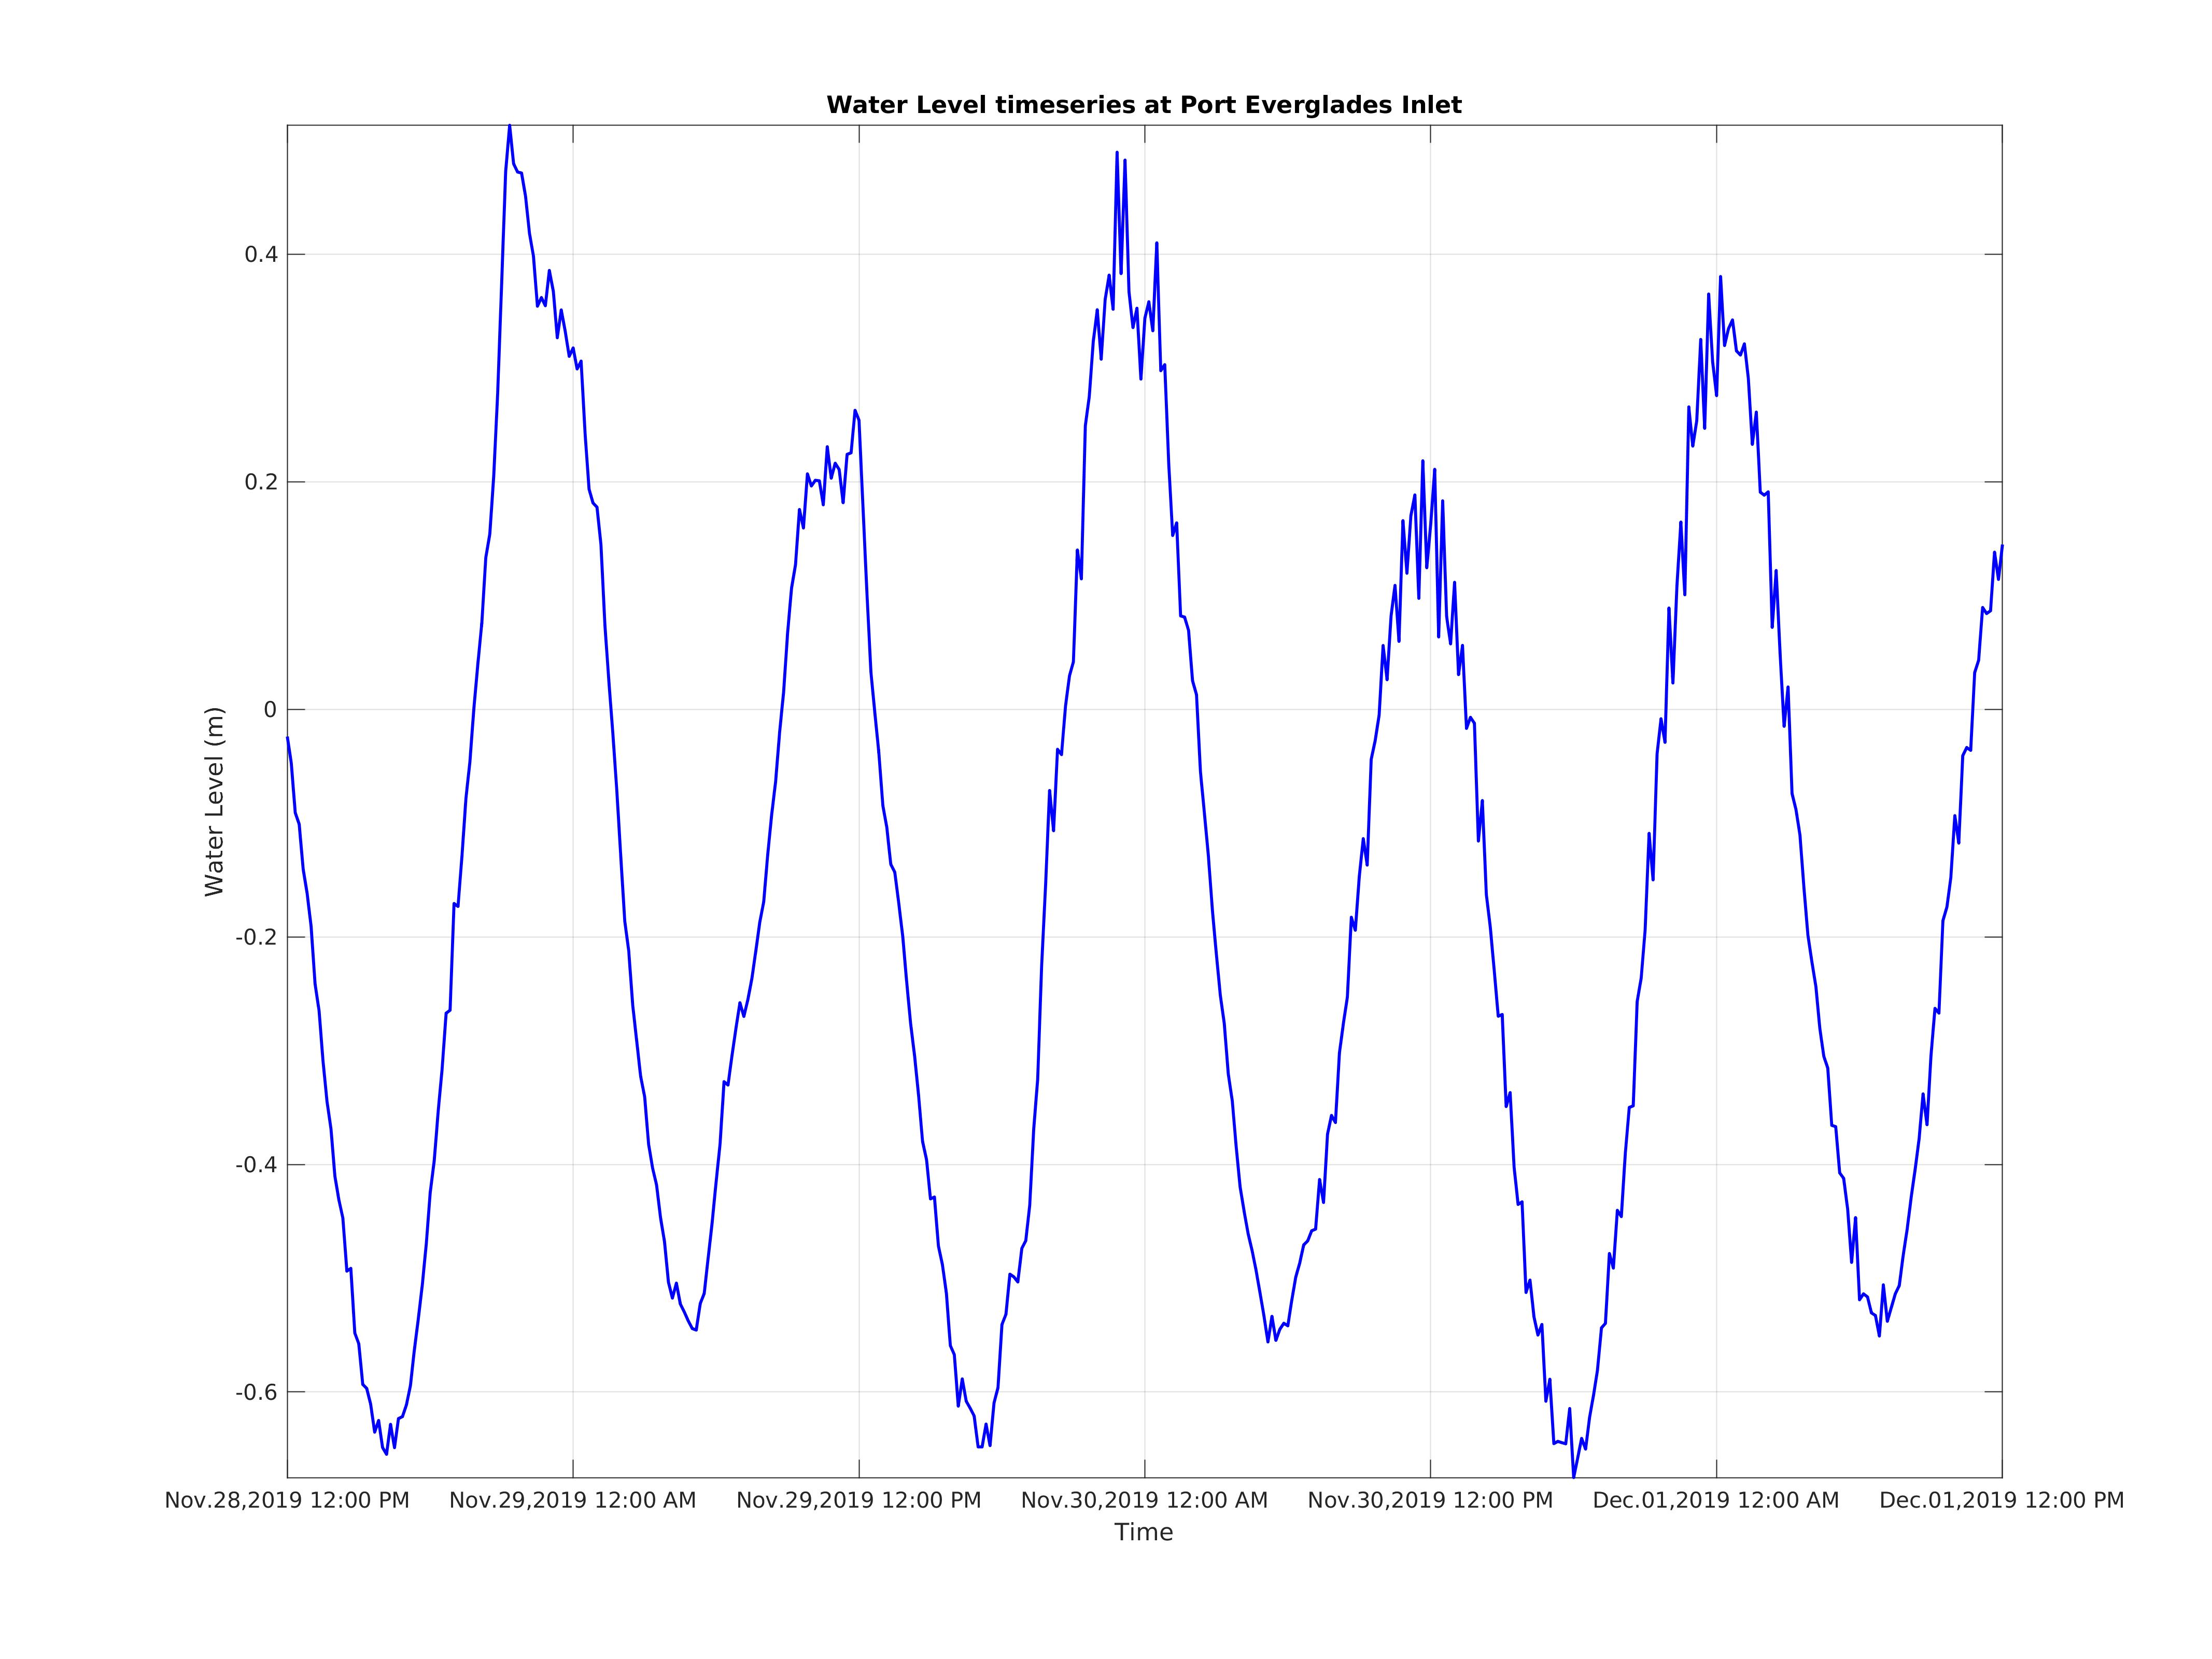 Water Level timeseries at Port Everglades Inlet
Water Level (m)
0.4
0.2
0
-0.2
-0.4
-0.6
Nov.28,2019 12:00 PM Nov.29,2019 12:00 AM Nov.29,2019 12:00 PM Nov.30,2019 12:00 AM Nov.30,2019 12:00 PM Dec.01,2019 12:00 AM Dec.01,2019 12:00 PM
Time